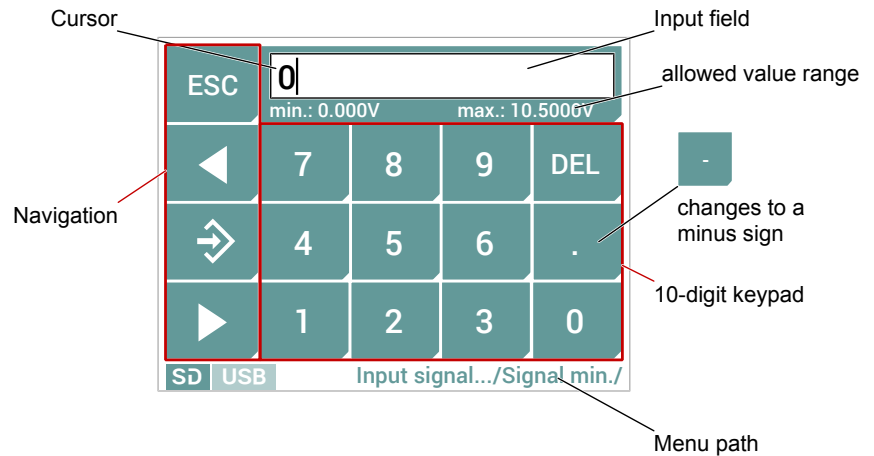 Cursor
Input field
ESC
0
allowed value range
min.: 0.000V max.: 10.5000V
7 8 9 DEL
-
changes to a
minus sign
Navigation
4 5 6 .
10-digit keypad
1 2 3 0
SD USB Input signal.../Signal min./
Menu path